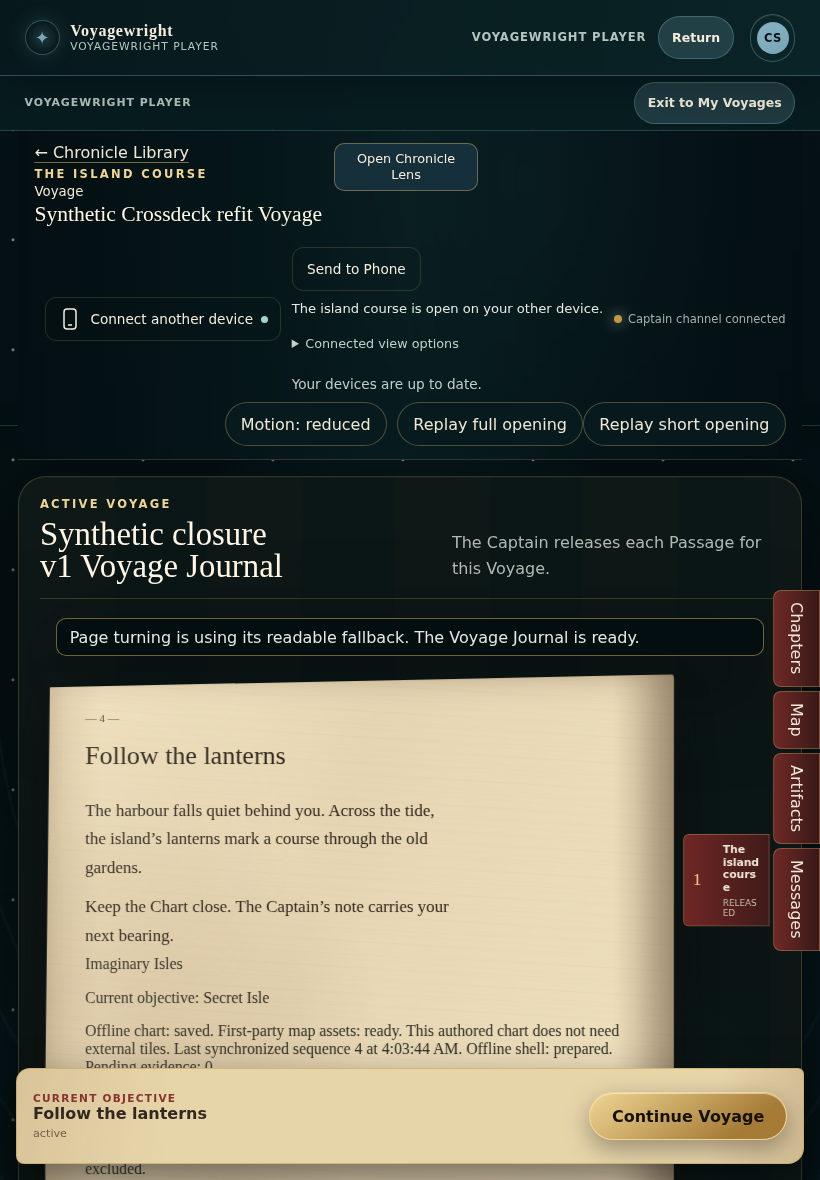 Voyagewright
VOYAGEWRIGHT PLAYER
VOYAGEWRIGHT PLAYER
Return
CS
VOYAGEWRIGHT PLAYER
Exit to My Voyages
← Chronicle Library
THE ISLAND COURSE
Voyage
Synthetic Crossdeck refit Voyage
Open Chronicle
Lens
Send to Phone
Connect another device
The island course is open on your other device.
Captain channel connected
Connected view options
Your devices are up to date.
Motion: reduced
Replay full opening
Replay short opening
ACTIVE VOYAGE
Synthetic closure
v1 Voyage Journal
The Captain releases each Passage for
this Voyage.
Page turning is using its readable fallback. The Voyage Journal is ready.
— 4 —
Follow the lanterns
The harbour falls quiet behind you. Across the tide,
the island’s lanterns mark a course through the old
gardens.
Keep the Chart close. The Captain’s note carries your
next bearing.
Imaginary Isles
Current objective: Secret Isle
Offline chart: saved. First-party map assets: ready. This authored chart does not need
external tiles. Last synchronized sequence 4 at 4:03:44 AM. Offline shell: prepared.
Pending evidence: 0
1
The
island
cours
e
RELEAS
ED
Chapters
Map
Artifacts
Messages
CURRENT OBJECTIVE
Follow the lanterns
active
Continue Voyage
excluded.